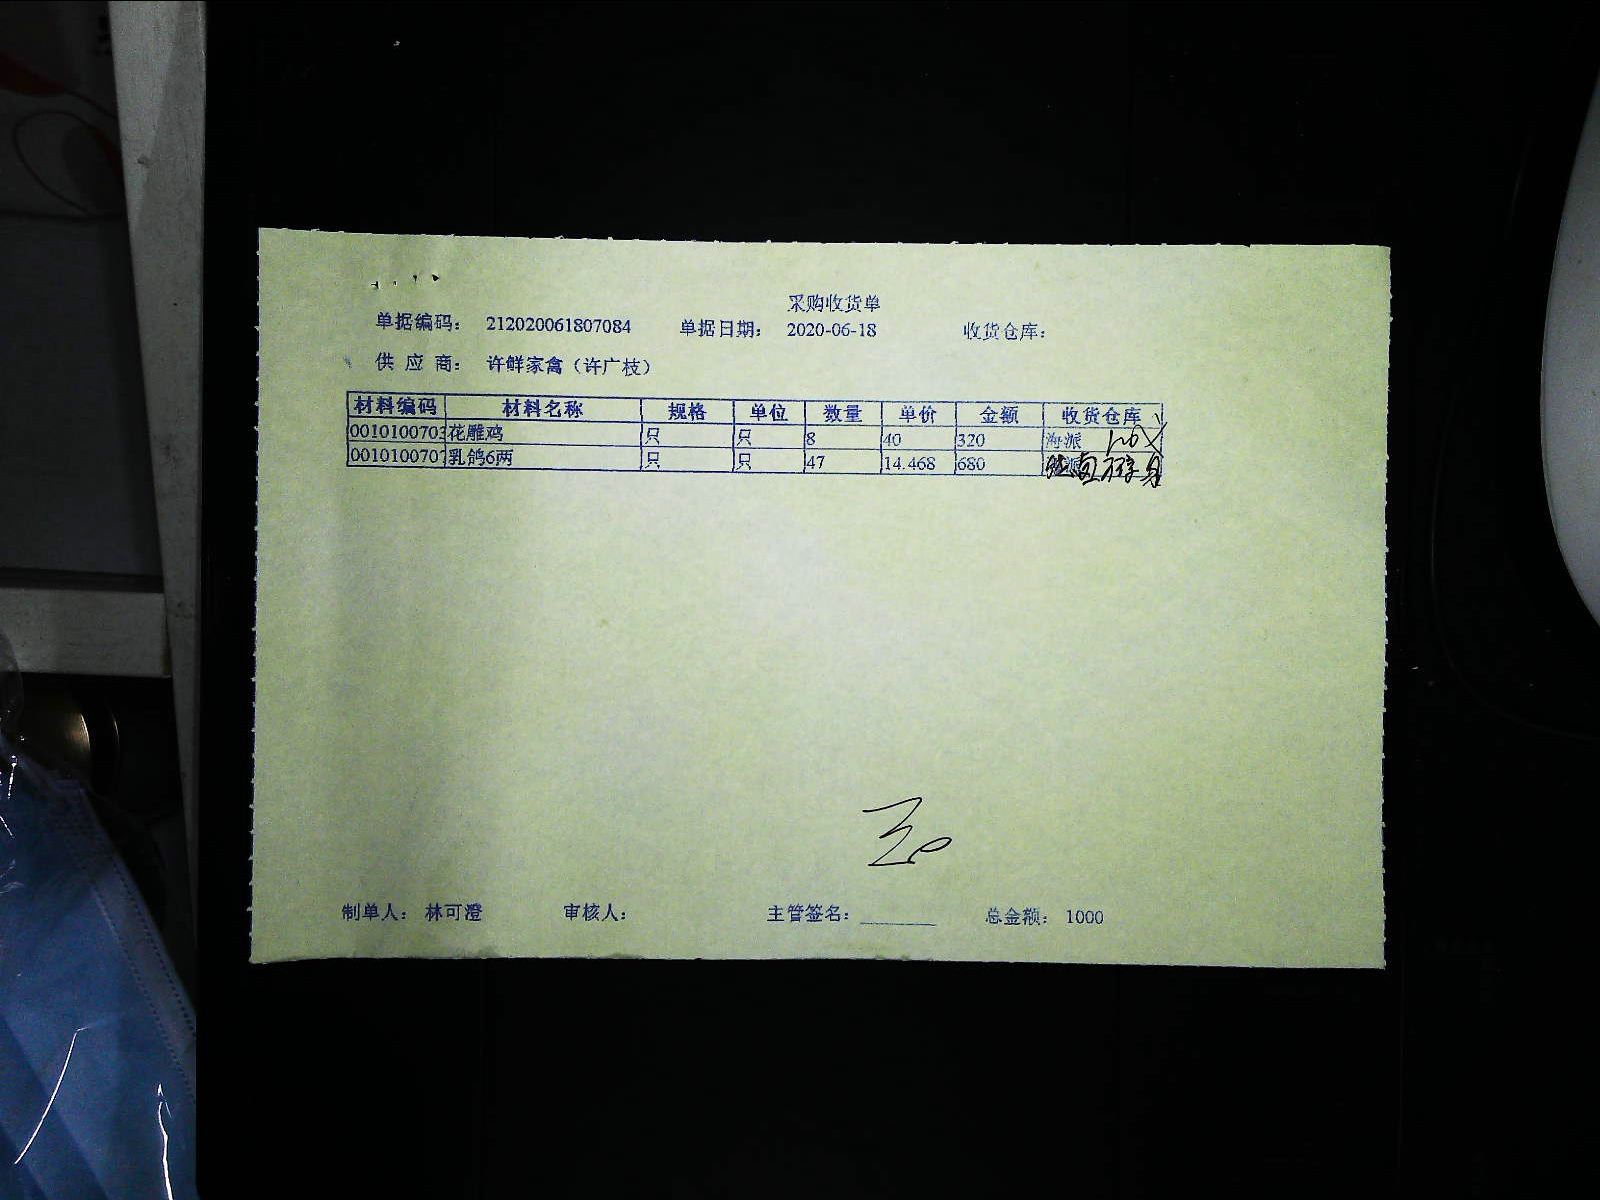 采购收货单
单据编码： 212020061807084 单据日期： 2020-06-18 收货仓库：
供 应 商： 许鲜家禽（许广枝）
材料编码 材料名称 规格 单位 数量 单价 金额 收货仓库
0010100703 花雕鸡 只 只 8 40 320 海派
0010100707 乳鸽6两 只 只 47 14.468 680
制单人： 林可澄 审核人： 主管签名： 总金额： 1000